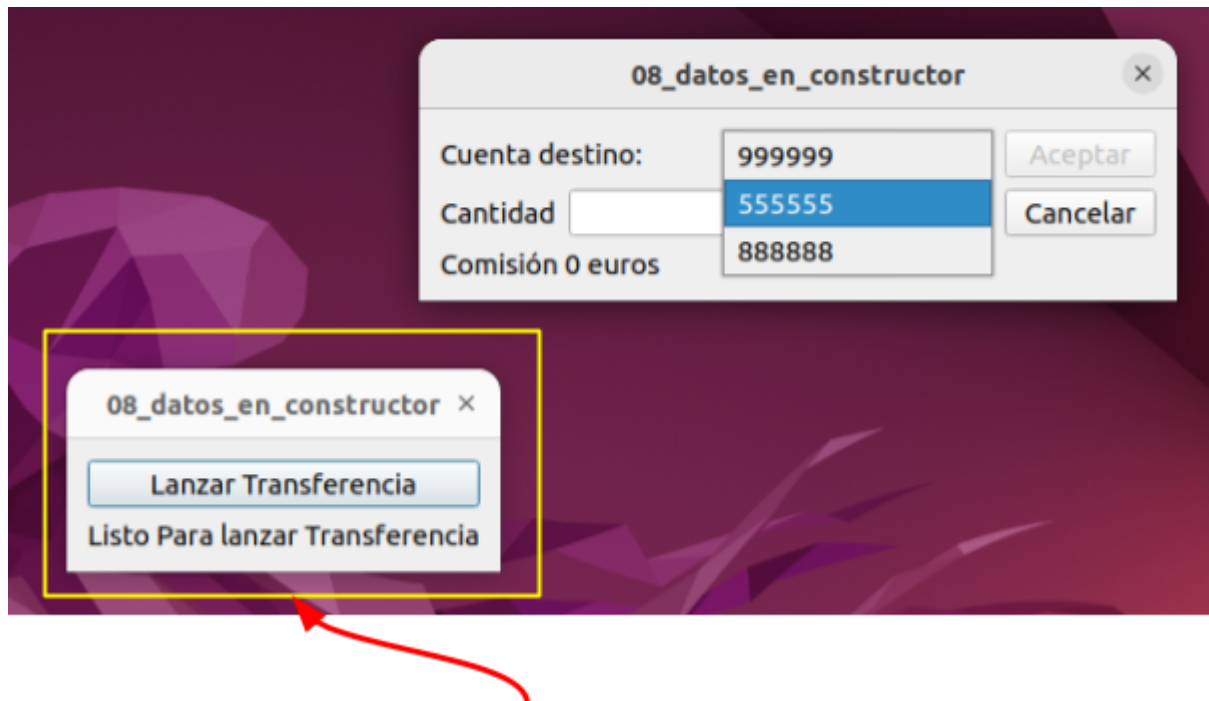 08_datos_en_constructor
Cuenta destino:
999999
Aceptar
Cantidad
555555
Cancelar
Comisión 0 euros
888888
08_datos_en_constructor
Lanzar Transferencia
Listo Para lanzar Transferencia